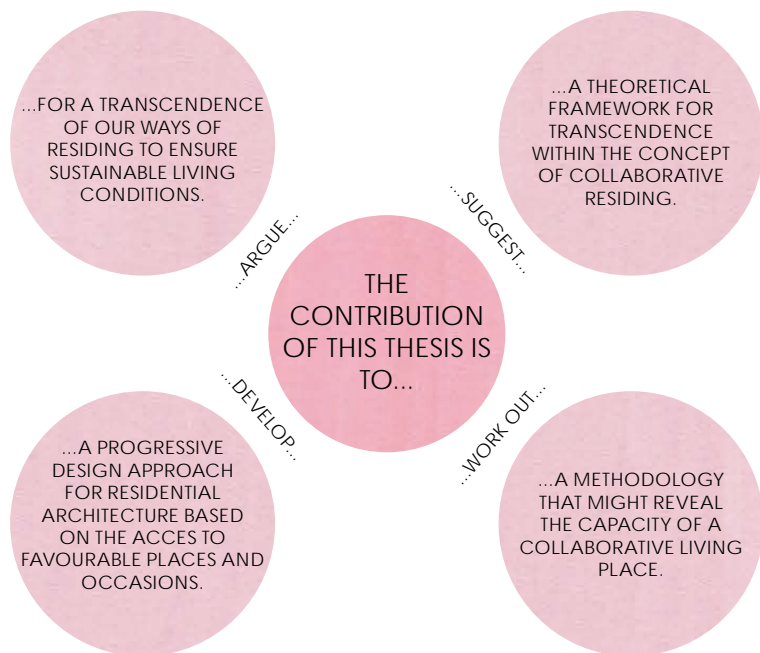 ...FOR A TRANSCENDENCE
OF OUR WAYS OF
RESIDING TO ENSURE
SUSTAINABLE LIVING
CONDITIONS.
...A THEORETICAL
FRAMEWORK FOR
TRANSCENDENCE
WITHIN THE CONCEPT
OF COLLABORATIVE
RESIDING.
...ARGUE...
...SUGGEST...
THE
CONTRIBUTION
OF THIS THESIS IS
TO...
...DEVELOP...
...WORK OUT...
...A PROGRESSIVE
DESIGN APPROACH
FOR RESIDENTIAL
ARCHITECTURE BASED
ON THE ACCES TO
FAVOURABLE PLACES AND
OCCASIONS.
...A METHODOLOGY
THAT MIGHT REVEAL
THE CAPACITY OF A
COLLABORATIVE LIVING
PLACE.